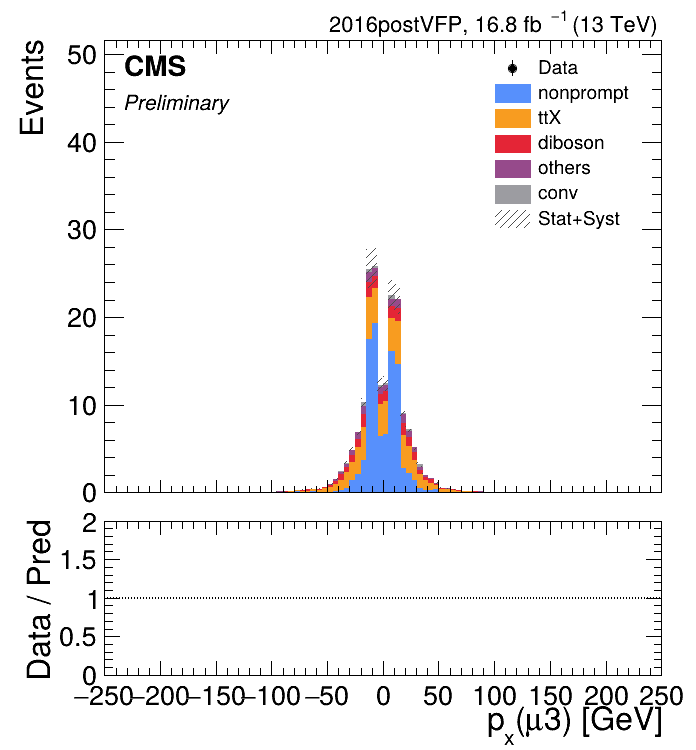 2016postVFP, 16.8 fb⁻¹ (13 TeV)
CMS
Preliminary
Events
50
40
30
20
10
0
Data
nonprompt
ttX
diboson
others
conv
Stat+Syst
Data / Pred
2
1.5
1
0.5
0
−250 −200 −150 −100 −50 0 50 100 150 200 250
pₓ(μ3) [GeV]